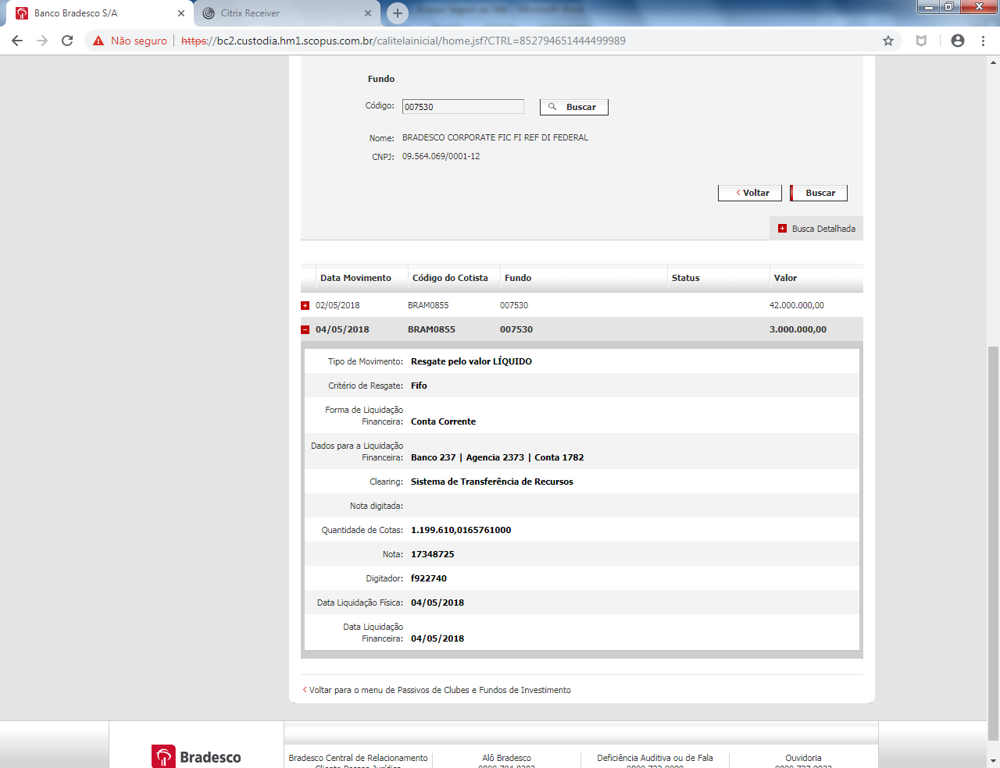 Banco Bradesco S/A
Citrix Receiver
Não seguro
https://bc2.custodia.hm1.scopus.com.br/calitelainicial/home.jsf?CTRL=852794651444499989
Fundo
Código: 007530
Buscar
Nome: BRADESCO CORPORATE FIC FI REF DI FEDERAL
CNPJ: 09.564.069/0001-12
< Voltar
Buscar
Busca Detalhada
Data Movimento Código do Cotista Fundo Status Valor
02/05/2018 BRAM0855 007530 42.000.000,00
04/05/2018 BRAM0855 007530 3.000.000,00
Tipo de Movimento: Resgate pelo valor LÍQUIDO
Critério de Resgate: Fifo
Forma de Liquidação
Financeira: Conta Corrente
Dados para a Liquidação
Financeira: Banco 237 | Agencia 2373 | Conta 1782
Clearing: Sistema de Transferência de Recursos
Nota digitada:
Quantidade de Cotas: 1.199.610,0165761000
Nota: 17348725
Digitador: f922740
Data Liquidação Física: 04/05/2018
Data Liquidação
Financeira: 04/05/2018
< Voltar para o menu de Passivos de Clubes e Fundos de Investimento
Bradesco
Bradesco Central de Relacionamento
Alô Bradesco
Deficiência Auditiva ou de Fala
Ouvidoria